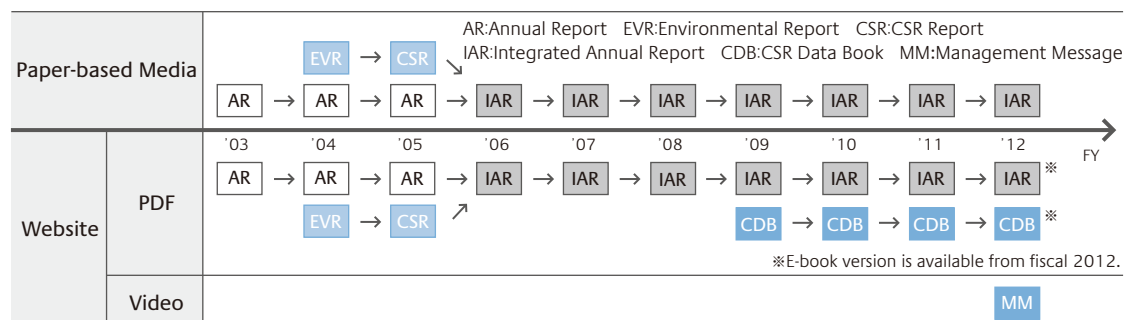 AR:Annual Report EVR:Environmental Report CSR:CSR Report
IAR:Integrated Annual Report CDB:CSR Data Book MM:Management Message
Paper-based Media
EVR → CSR ↘
AR → AR → AR → IAR → IAR → IAR → IAR → IAR → IAR → IAR
'03 '04 '05 '06 '07 '08 '09 '10 '11 '12 FY
Website
PDF
AR → AR → AR → IAR → IAR → IAR → IAR → IAR → IAR → IAR ※
EVR → CSR ↗ CDB → CDB → CDB → CDB ※
※E-book version is available from fiscal 2012.
Video
MM